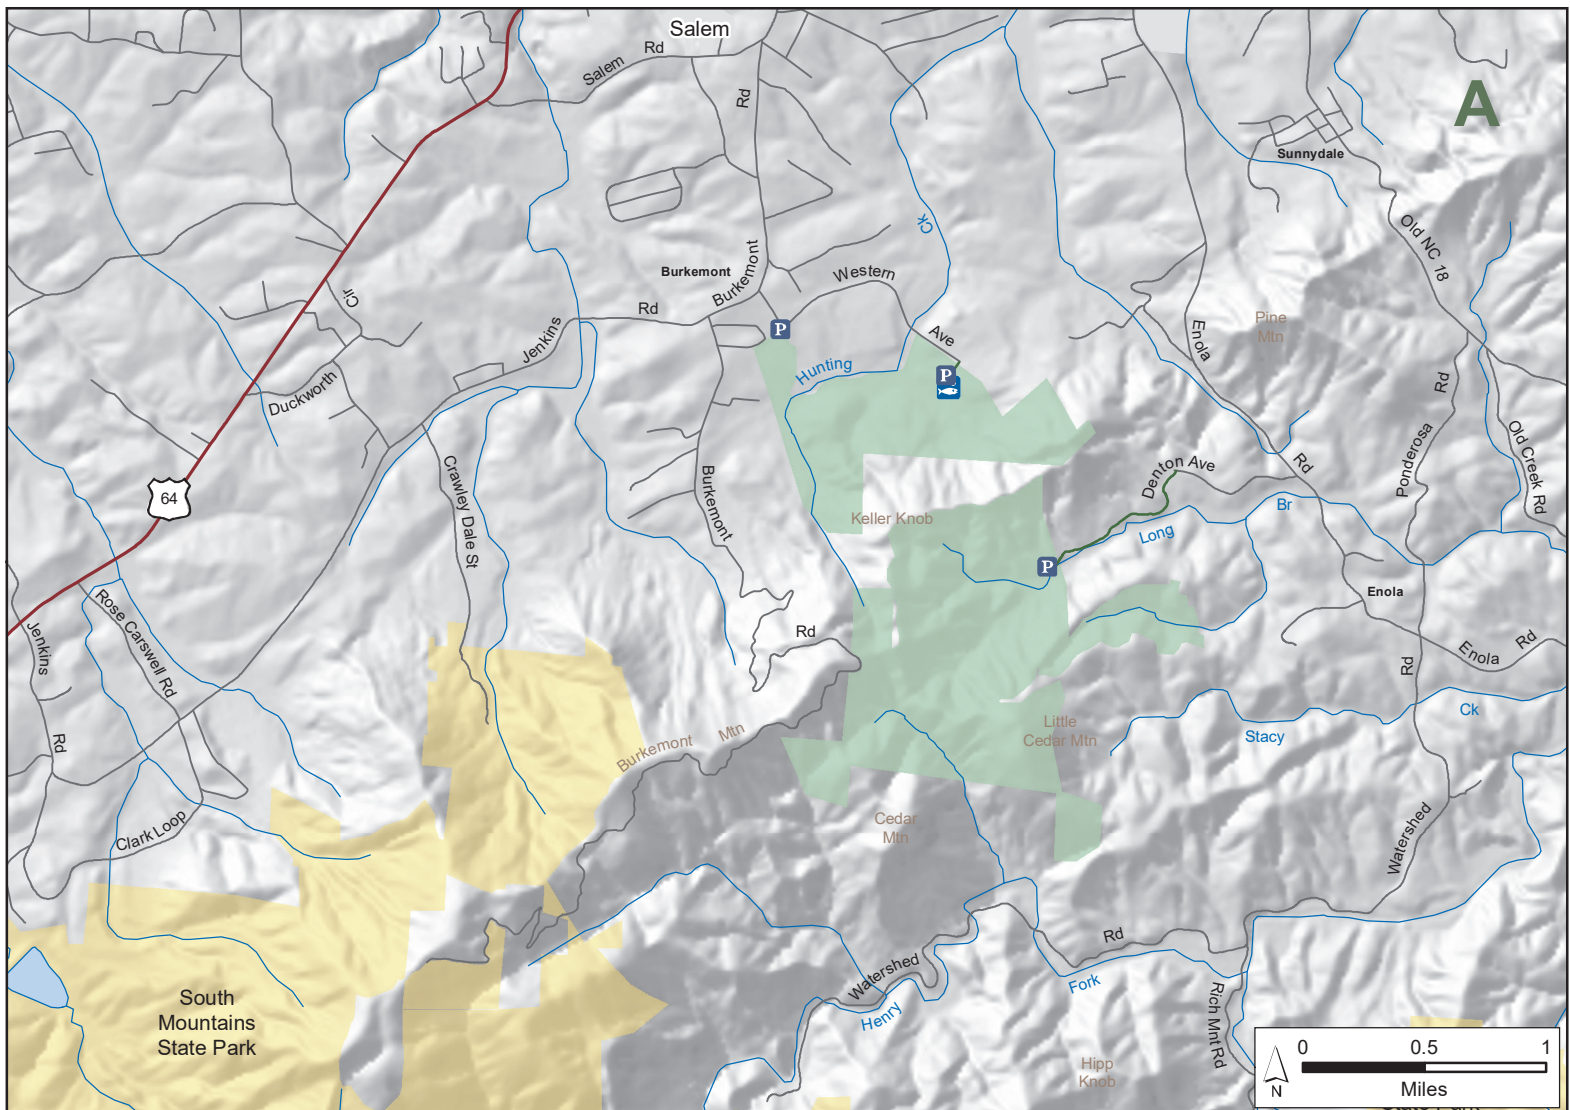 Salem
Rd
Salem
Rd
A
Sunnydale
Ck
Old NC 18
Burkemont
Burkemont
Western
Cir
Rd
Jenkins
P
Ave
Enola
Pine
Mtn
Hunting
P
Duckworth
Rd
Ponderosa
Old Creek Rd
Crawley Dale St
Burkemont
Denton Ave
Rd
64
Keller Knob
Br
Long
P
Rose Carswell Rd
Jenkins
Enola
Rd
Enola
Rd
Rd
Little
Cedar Mtn
Burkemont
Mtn
Stacy
Ck
Rd
Clark Loop
Cedar
Mtn
Watershed
Rd
Watershed
Fork
Henry
Rich Mnt Rd
South
Mountains
State Park
Hipp
Knob
N
0
0.5
1
Miles